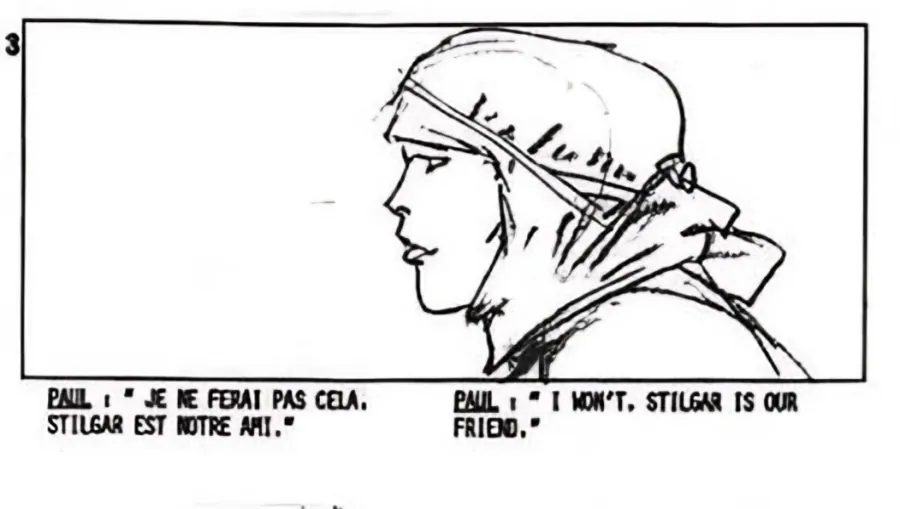 3
PAUL : " JE NE FERAI PAS CELA.
STILGAR EST NOTRE AMI."
PAUL : " I WON'T. STILGAR IS OUR
FRIEND."